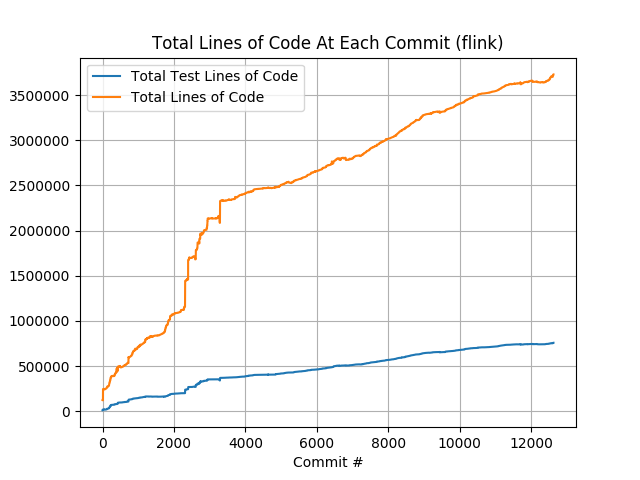 Total Lines of Code At Each Commit (flink)
Total Test Lines of Code
Total Lines of Code
3500000
3000000
2500000
2000000
1500000
1000000
500000
0
0 2000 4000 6000 8000 10000 12000
Commit #